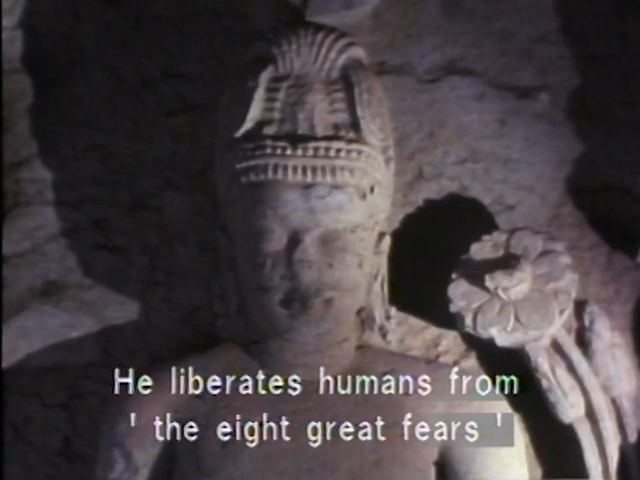 He liberates humans from
' the eight great fears '